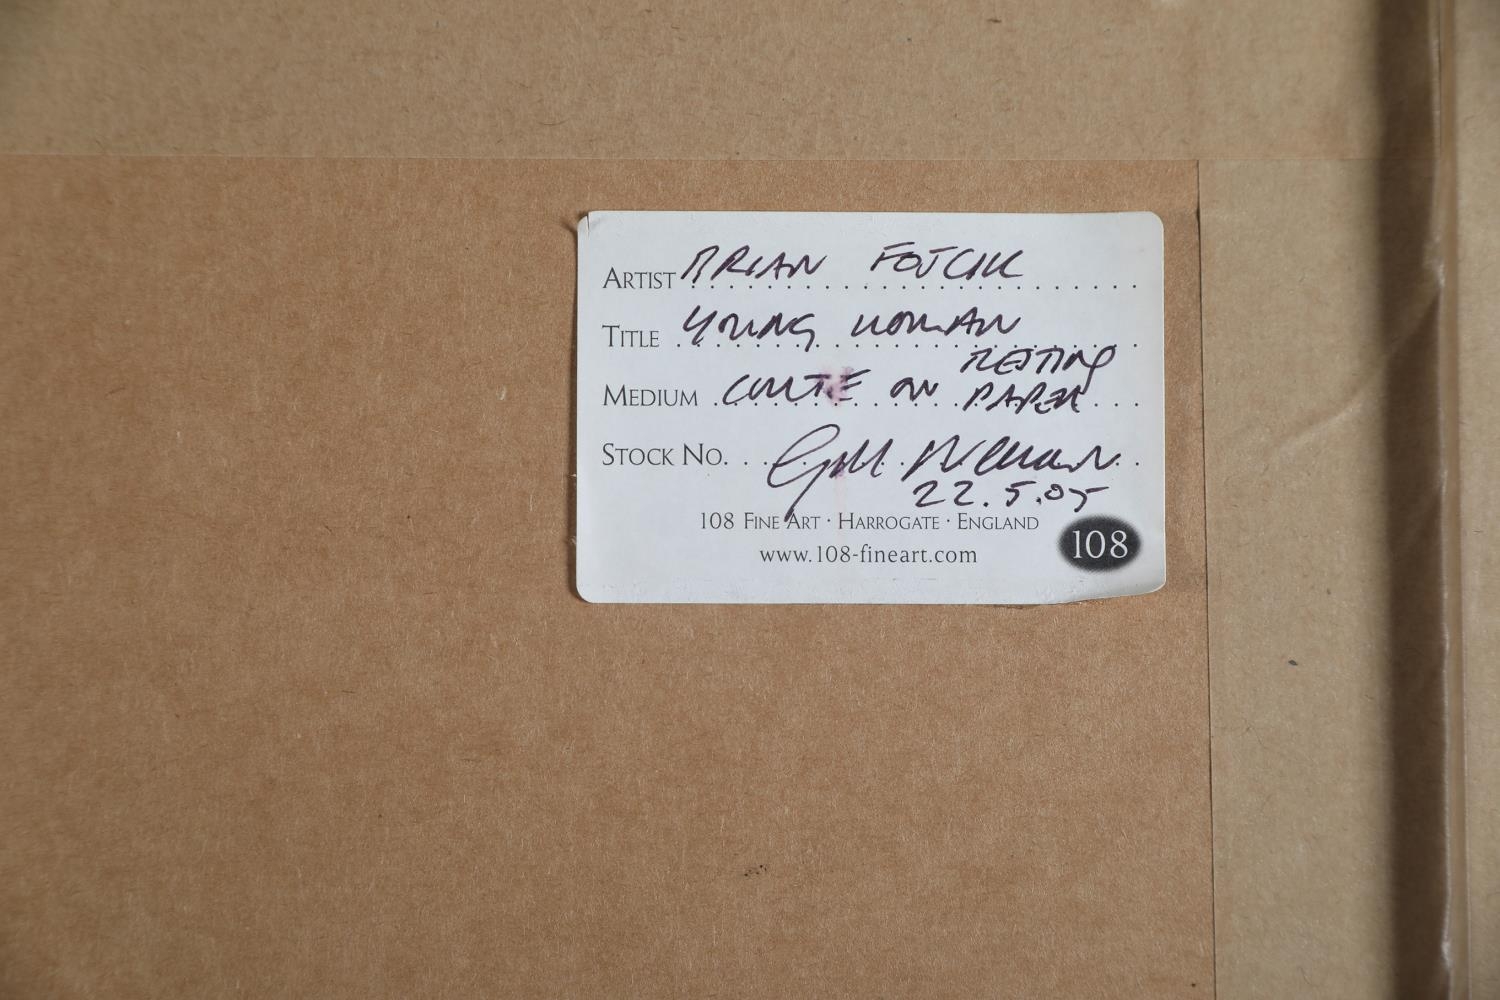 ARTIST BRIAN FOJCIK
TITLE YOUNG WOMAN
RESTING
MEDIUM CONTE ON PAPER
STOCK NO.
22.5.05
108 FINE ART · HARROGATE · ENGLAND
www.108-fineart.com
108